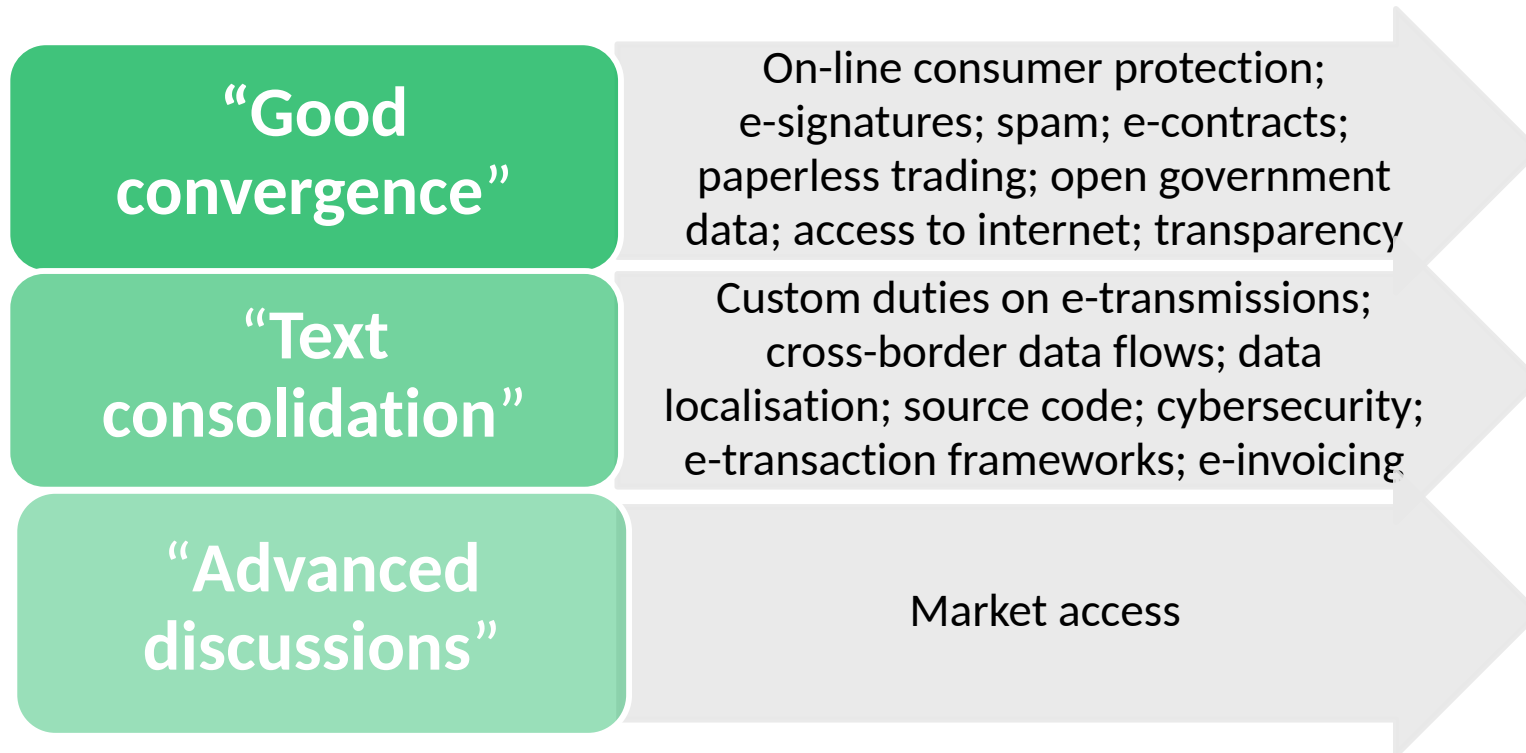 “Good
convergence”
On-line consumer protection;
e-signatures; spam; e-contracts;
paperless trading; open government
data; access to internet; transparency
“Text
consolidation”
Custom duties on e-transmissions;
cross-border data flows; data
localisation; source code; cybersecurity;
e-transaction frameworks; e-invoicing
“Advanced
discussions”
Market access